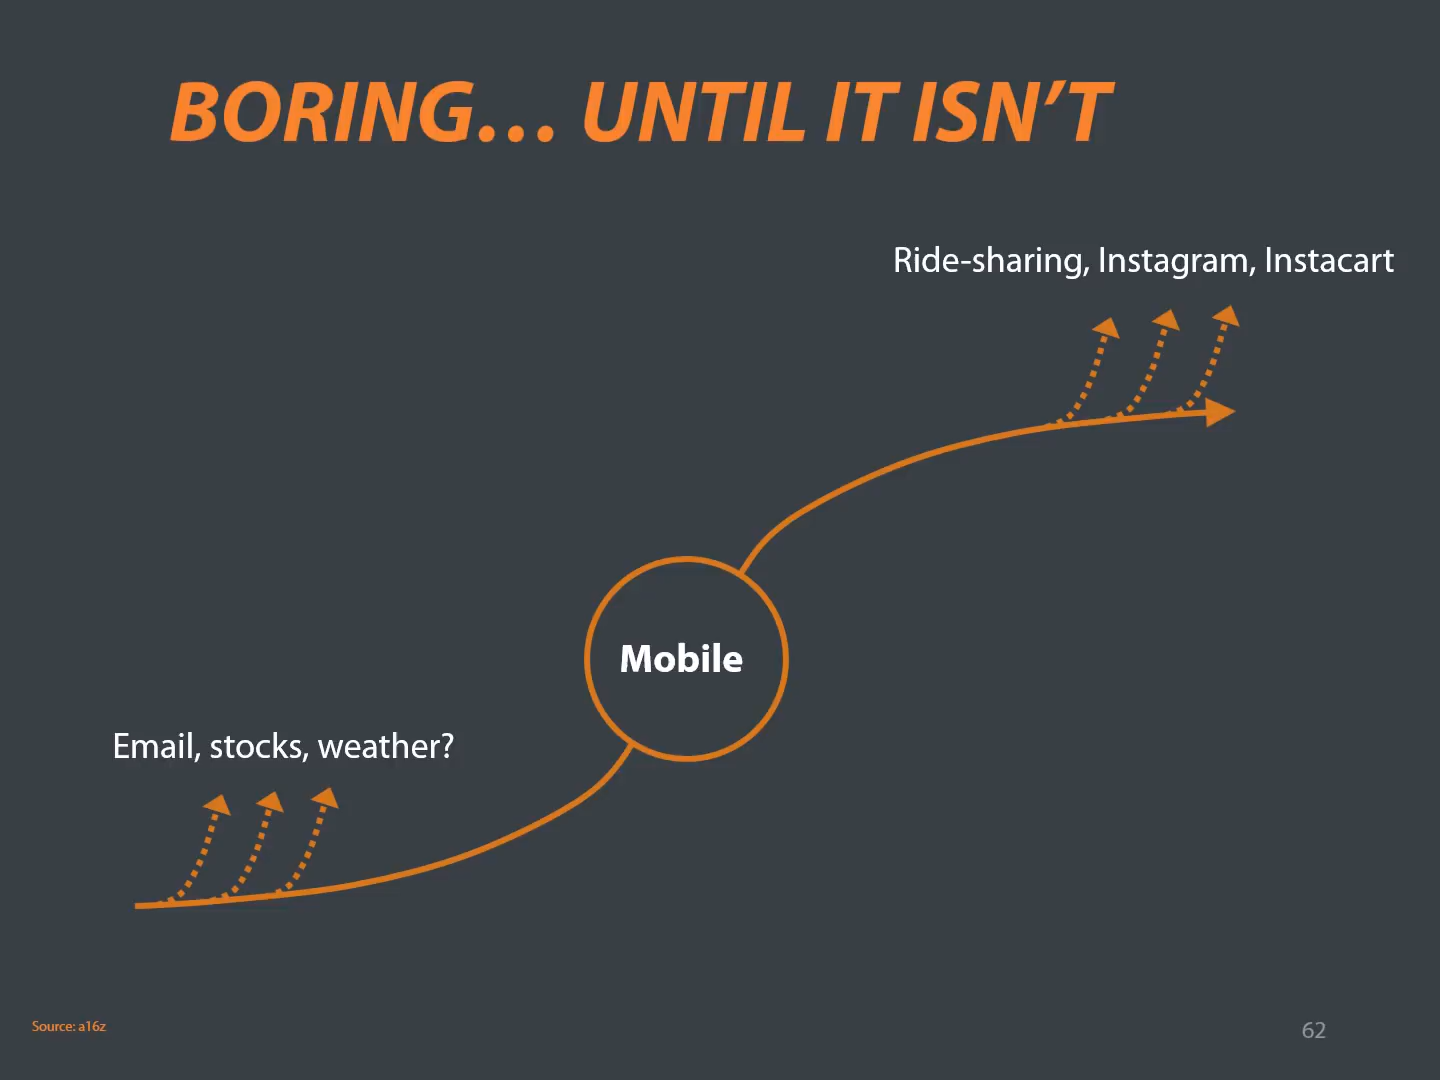 BORING… UNTIL IT ISN’T
Ride-sharing, Instagram, Instacart
Mobile
Email, stocks, weather?
Source: a16z
62